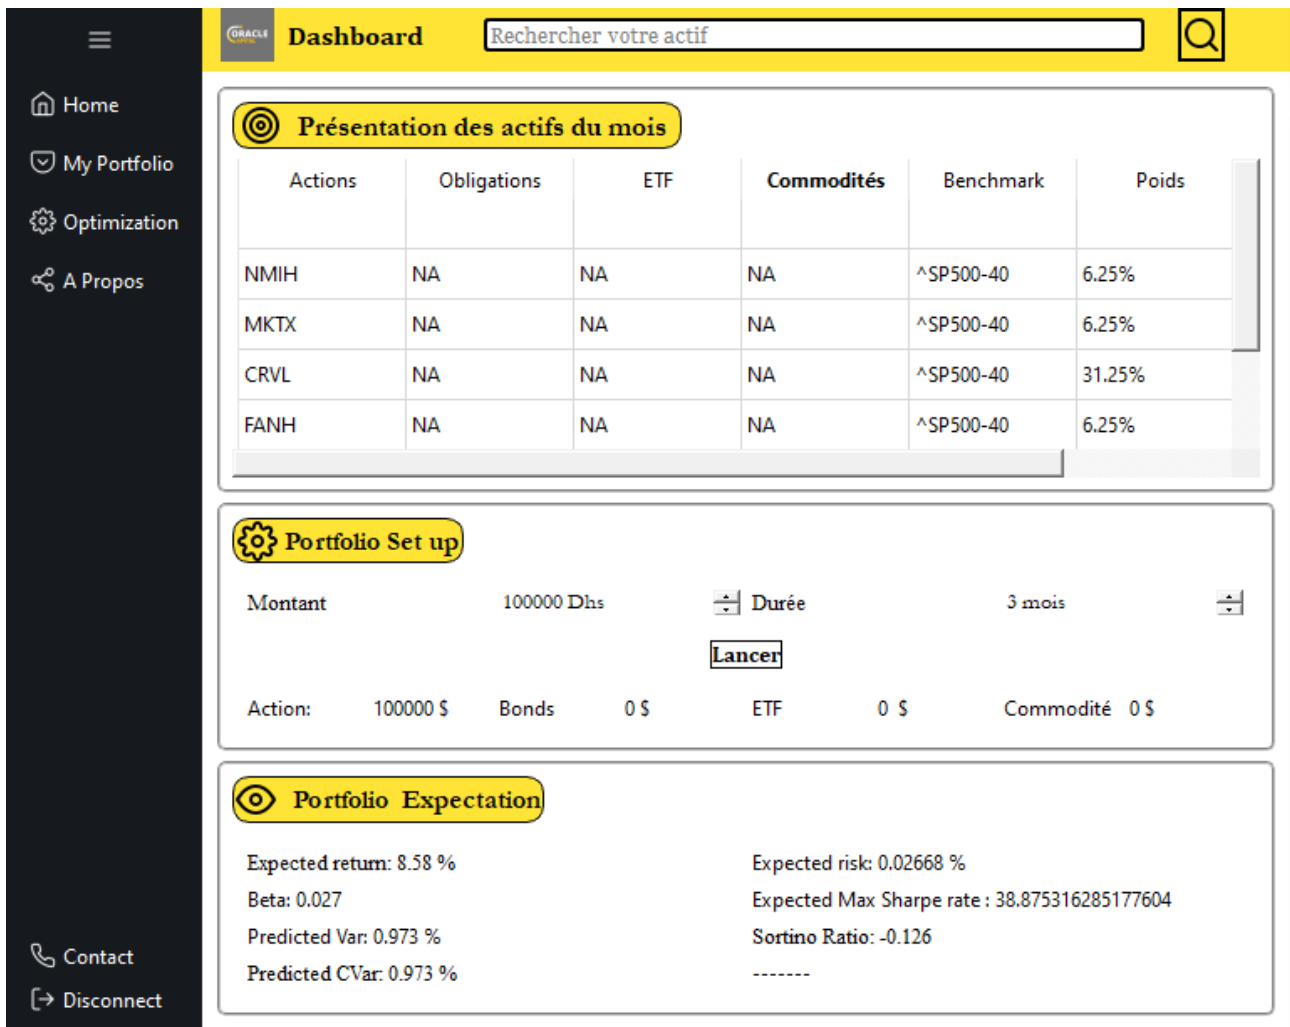 ORACLE
CAPITAL
Dashboard
Rechercher votre actif
Home
My Portfolio
Optimization
A Propos
Contact
Disconnect
Présentation des actifs du mois
Actions Obligations ETF Commodités Benchmark Poids
NMIH NA NA NA ^SP500-40 6.25%
MKTX NA NA NA ^SP500-40 6.25%
CRVL NA NA NA ^SP500-40 31.25%
FANH NA NA NA ^SP500-40 6.25%
Portfolio Set up
Montant 100000 Dhs Durée 3 mois
Lancer
Action: 100000 $ Bonds 0 $ ETF 0 $ Commodité 0 $
Portfolio Expectation
Expected return: 8.58 % Expected risk: 0.02668 %
Beta: 0.027 Expected Max Sharpe rate : 38.875316285177604
Predicted Var: 0.973 % Sortino Ratio: -0.126
Predicted CVar: 0.973 % -------